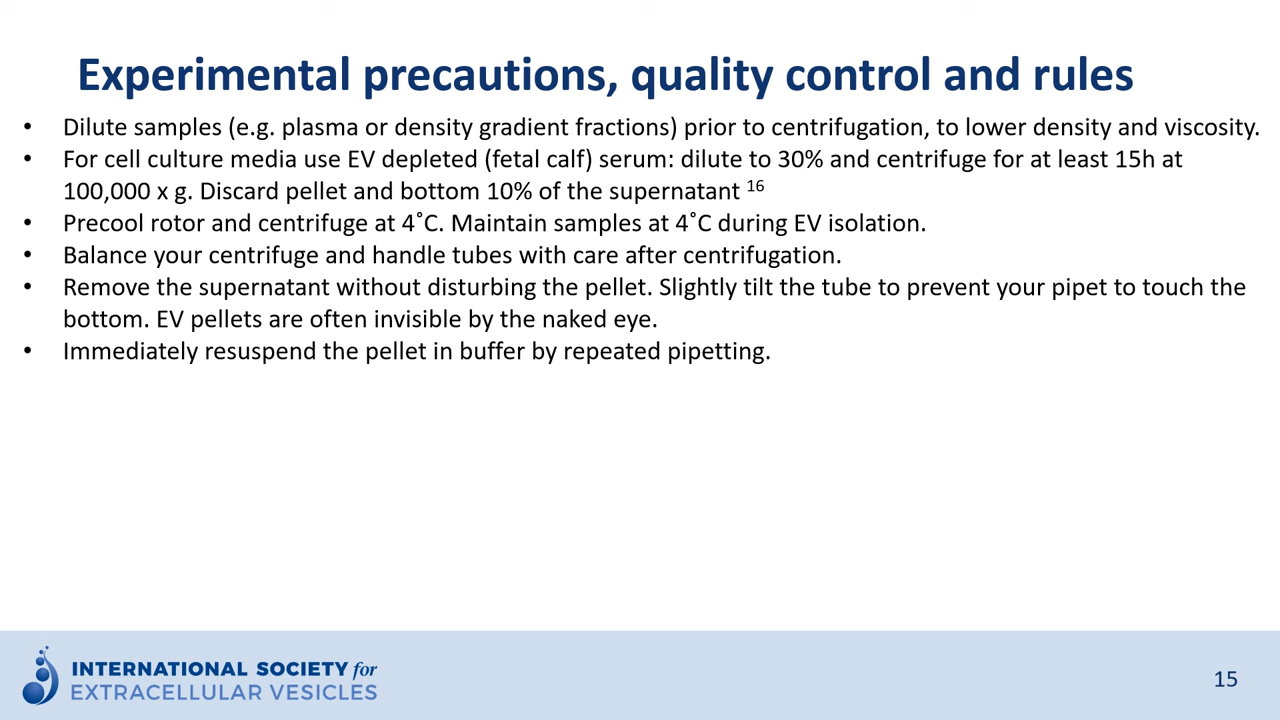 Experimental precautions, quality control and rules
• Dilute samples (e.g. plasma or density gradient fractions) prior to centrifugation, to lower density and viscosity.
• For cell culture media use EV depleted (fetal calf) serum: dilute to 30% and centrifuge for at least 15h at
100,000 x g. Discard pellet and bottom 10% of the supernatant 16
• Precool rotor and centrifuge at 4˚C. Maintain samples at 4˚C during EV isolation.
• Balance your centrifuge and handle tubes with care after centrifugation.
• Remove the supernatant without disturbing the pellet. Slightly tilt the tube to prevent your pipet to touch the
bottom. EV pellets are often invisible by the naked eye.
• Immediately resuspend the pellet in buffer by repeated pipetting.
INTERNATIONAL SOCIETY for
EXTRACELLULAR VESICLES
15